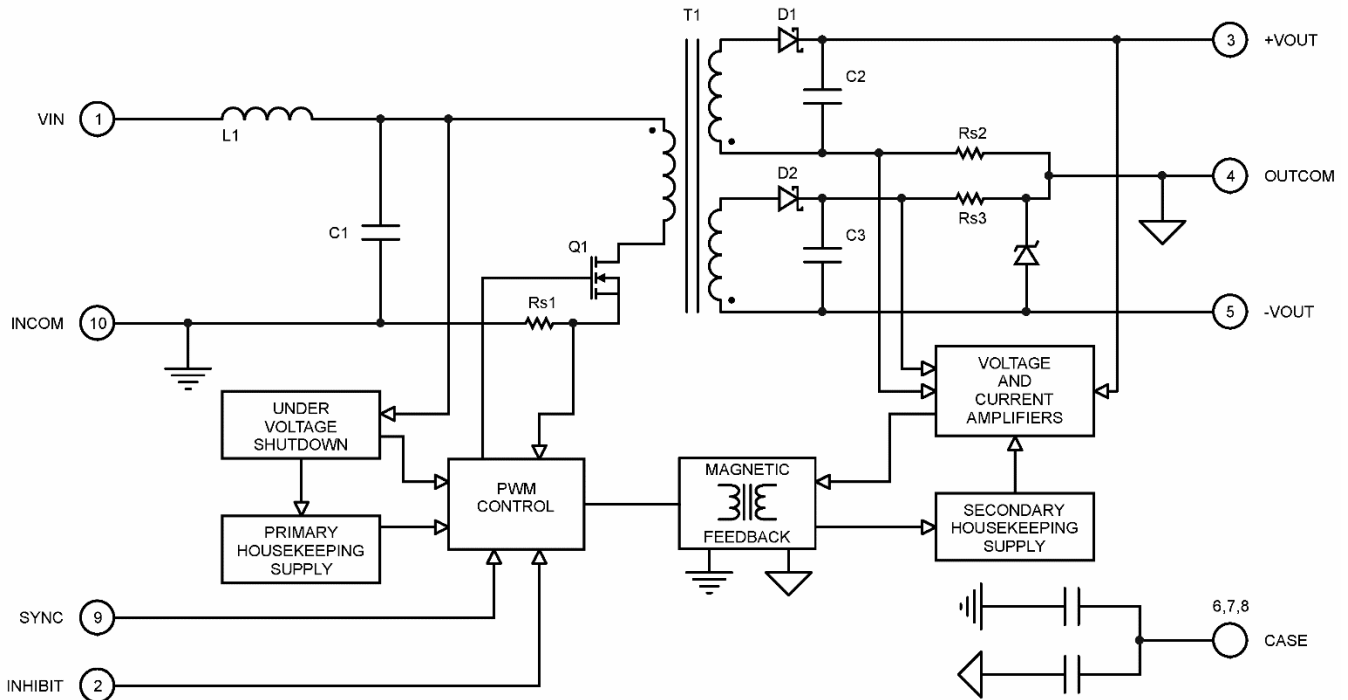 T1
D1
3
+VOUT
C2
VIN
1
L1
Rs2
D2
4
OUTCOM
Rs3
C1
C3
Q1
Rs1
INCOM
10
5
-VOUT
UNDER
VOLTAGE
SHUTDOWN
VOLTAGE
AND
CURRENT
AMPLIFIERS
PWM
CONTROL
MAGNETIC
FEEDBACK
PRIMARY
HOUSEKEEPING
SUPPLY
SECONDARY
HOUSEKEEPING
SUPPLY
SYNC
9
6,7,8
CASE
INHIBIT
2